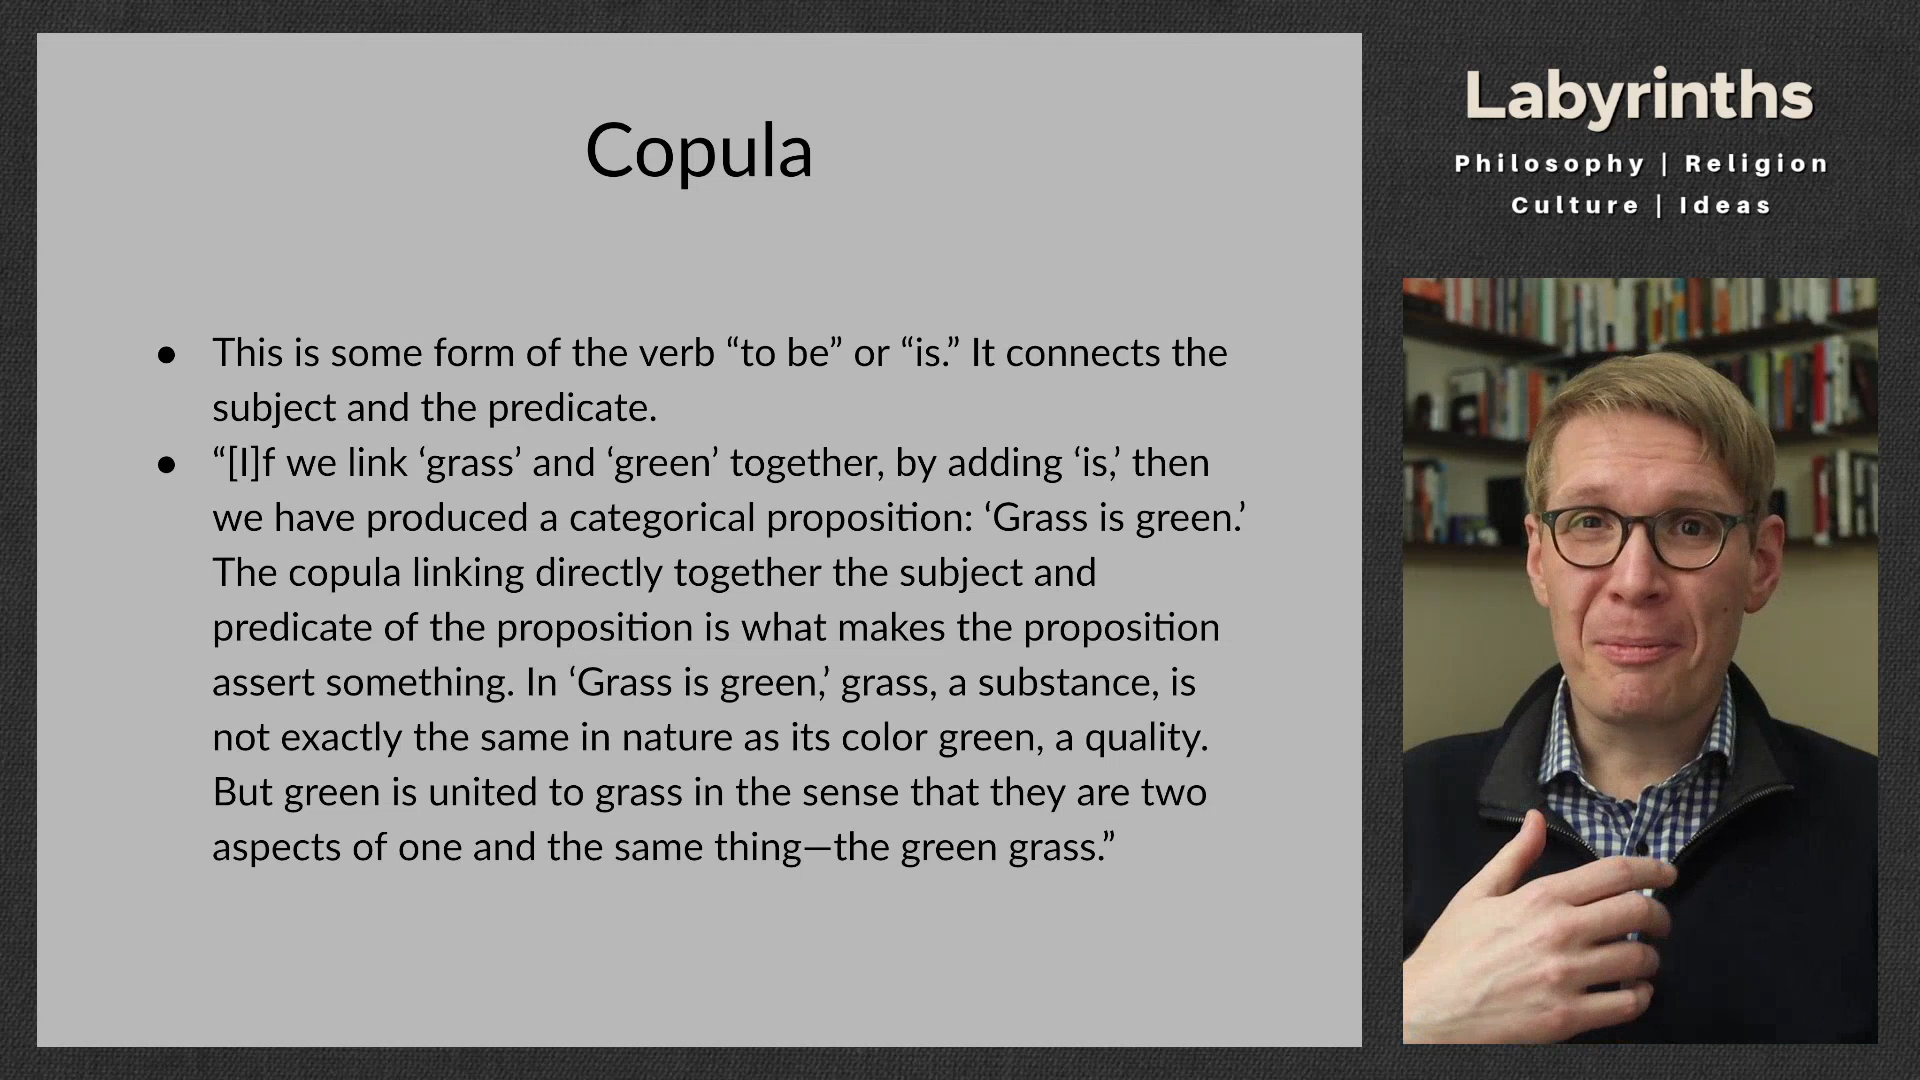 Copula
● This is some form of the verb “to be” or “is.” It connects the
subject and the predicate.
● “[I]f we link ‘grass’ and ‘green’ together, by adding ‘is,’ then
we have produced a categorical proposition: ‘Grass is green.’
The copula linking directly together the subject and
predicate of the proposition is what makes the proposition
assert something. In ‘Grass is green,’ grass, a substance, is
not exactly the same in nature as its color green, a quality.
But green is united to grass in the sense that they are two
aspects of one and the same thing—the green grass.”
Labyrinths
Philosophy | Religion
Culture | Ideas